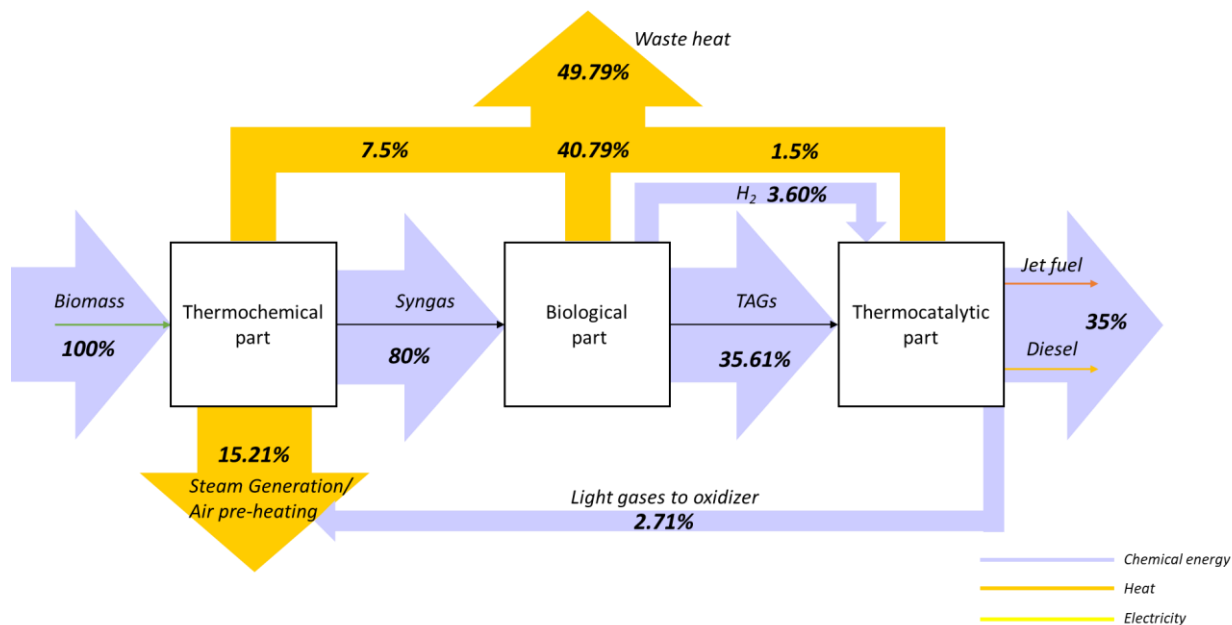 Waste heat
49.79%
7.5%
40.79%
1.5%
H2 3.60%
Biomass
100%
Thermochemical
part
Syngas
80%
Biological
part
TAGs
35.61%
Thermocatalytic
part
Jet fuel
35%
Diesel
15.21%
Steam Generation/
Air pre-heating
Light gases to oxidizer
2.71%
Chemical energy
Heat
Electricity